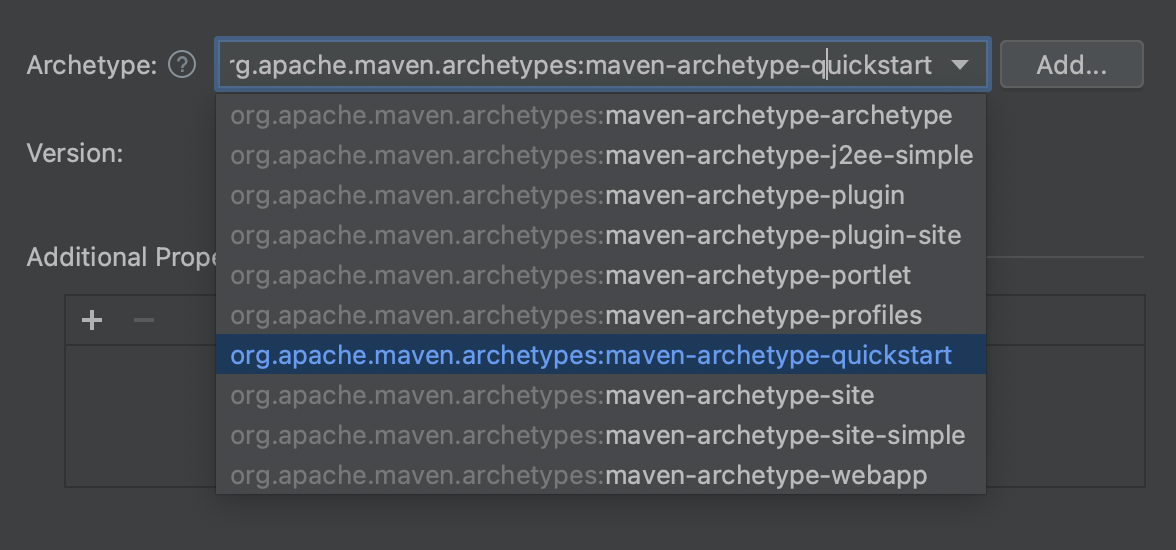 Archetype: ? rg.apache.maven.archetypes:maven-archetype-quickstart Add...
org.apache.maven.archetypes:maven-archetype-archetype
Version:
org.apache.maven.archetypes:maven-archetype-j2ee-simple
org.apache.maven.archetypes:maven-archetype-plugin
org.apache.maven.archetypes:maven-archetype-plugin-site
Additional Prope
org.apache.maven.archetypes:maven-archetype-portlet
org.apache.maven.archetypes:maven-archetype-profiles
org.apache.maven.archetypes:maven-archetype-quickstart
org.apache.maven.archetypes:maven-archetype-site
org.apache.maven.archetypes:maven-archetype-site-simple
org.apache.maven.archetypes:maven-archetype-webapp